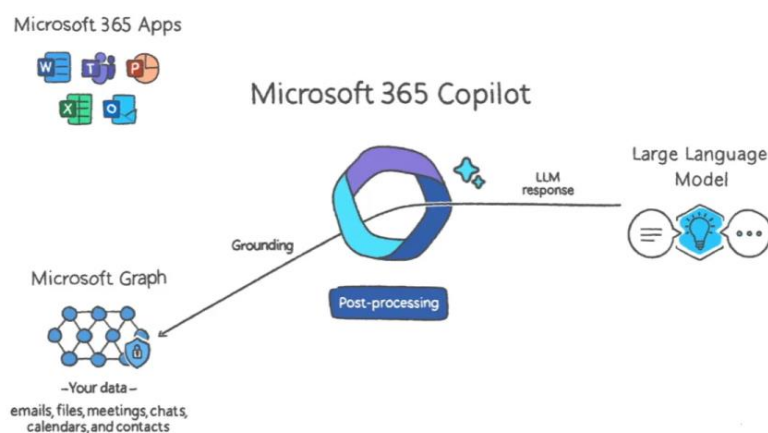 Microsoft 365 Apps
W
T
P
X
O
Microsoft 365 Copilot
Large Language
Model
LLM
response
Grounding
Microsoft Graph
Post-processing
–Your data–
emails, files, meetings, chats,
calendars, and contacts